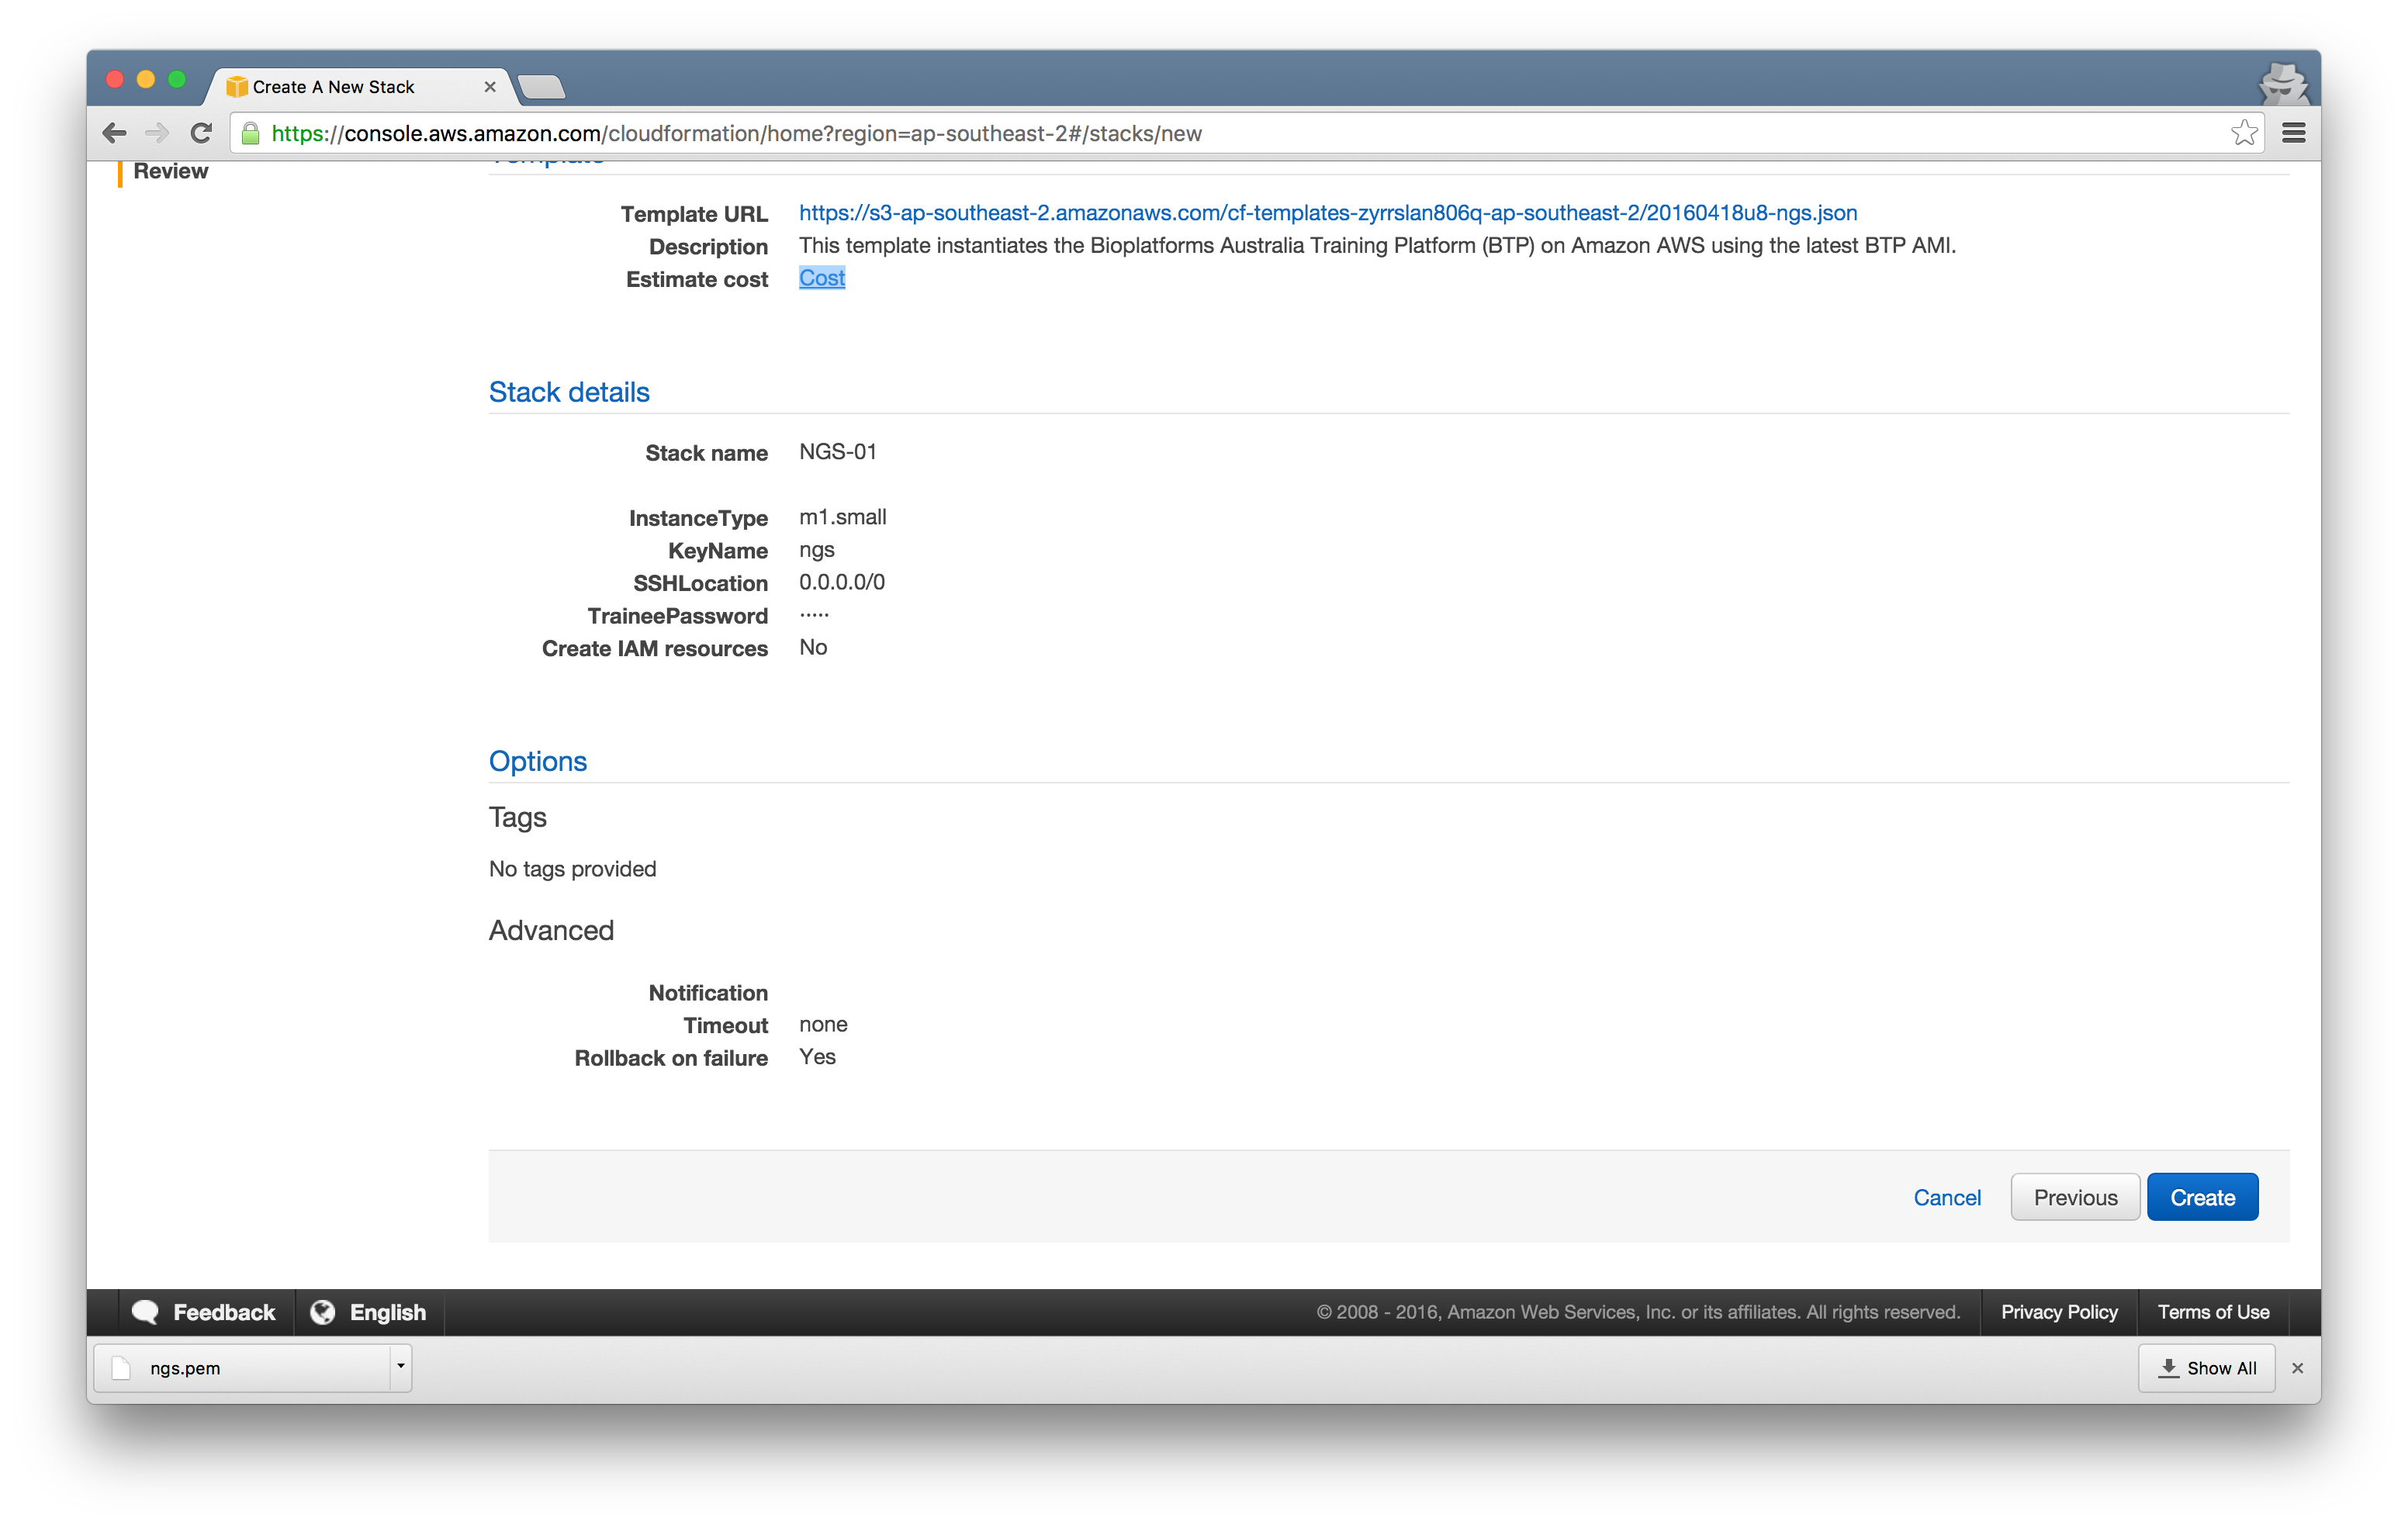 Create A New Stack
https://console.aws.amazon.com/cloudformation/home?region=ap-southeast-2#/stacks/new
Review
Template
Template URL https://s3-ap-southeast-2.amazonaws.com/cf-templates-zyrrslan806q-ap-southeast-2/20160418u8-ngs.json
Description This template instantiates the Bioplatforms Australia Training Platform (BTP) on Amazon AWS using the latest BTP AMI.
Estimate cost Cost
Stack details
Stack name NGS-01
InstanceType m1.small
KeyName ngs
SSHLocation 0.0.0.0/0
TraineePassword ·····
Create IAM resources No
Options
Tags
No tags provided
Advanced
Notification
Timeout none
Rollback on failure Yes
Cancel Previous Create
Feedback English © 2008 - 2016, Amazon Web Services, Inc. or its affiliates. All rights reserved. Privacy Policy Terms of Use
ngs.pem Show All